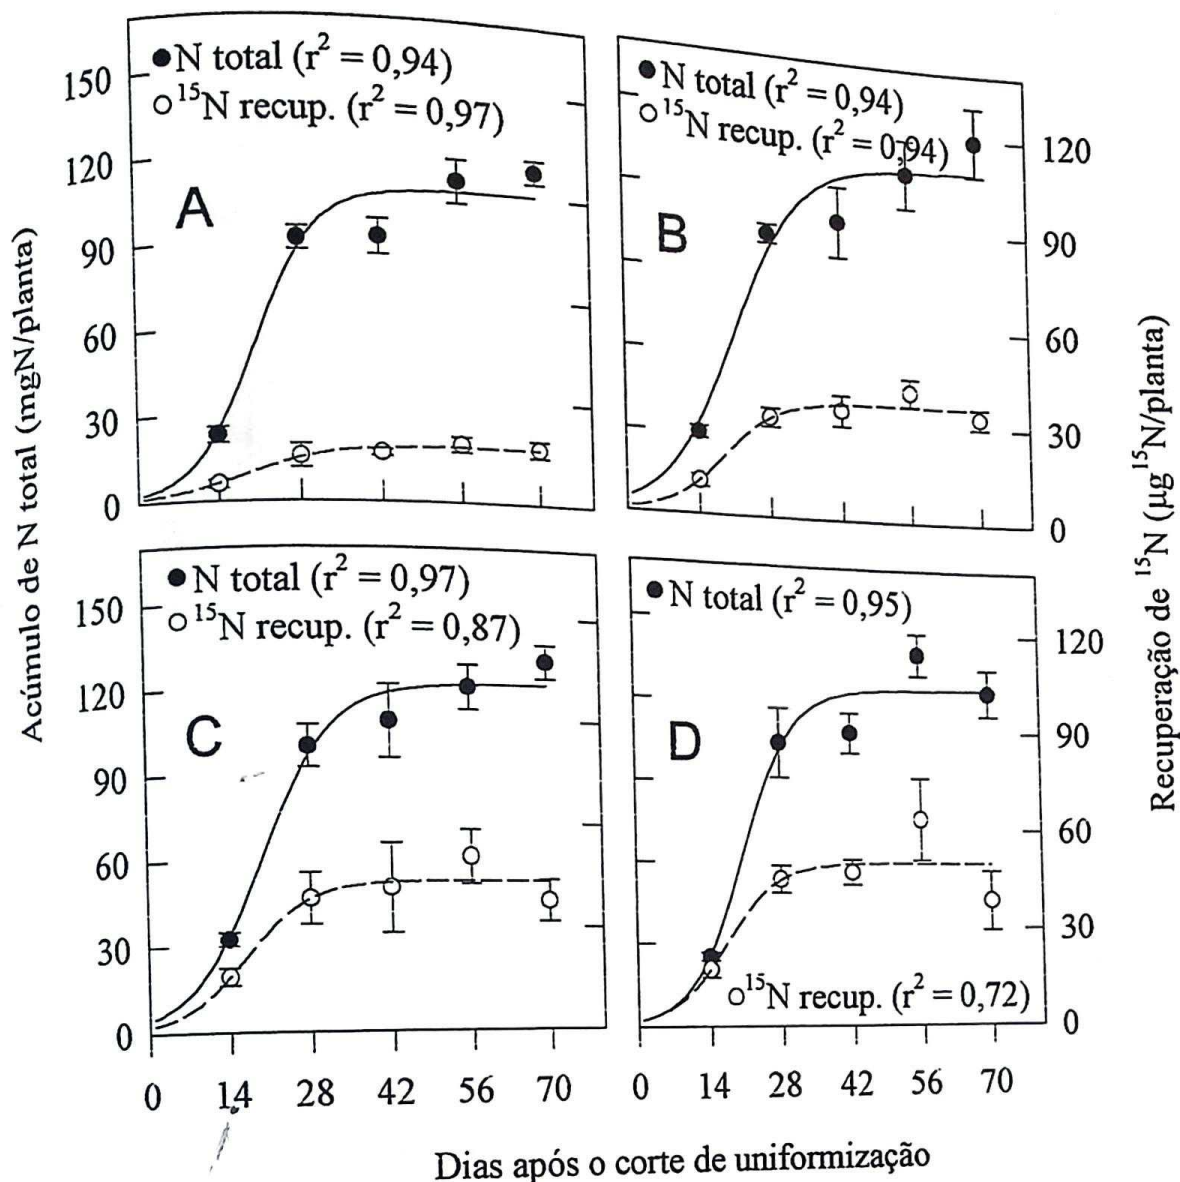 Acúmulo de N total (mgN/planta)
150
120
90
60
30
0
●N total (r² = 0,94)
○¹⁵N recup. (r² = 0,97)
A
●N total (r² = 0,94)
○¹⁵N recup. (r² = 0,94)
B
120
90
60
30
0
150
120
90
60
30
0
●N total (r² = 0,97)
○¹⁵N recup. (r² = 0,87)
C
●N total (r² = 0,95)
D
○¹⁵N recup. (r² = 0,72)
120
90
60
30
0
Recuperação de ¹⁵N (µg¹⁵N/planta)
0 14 28 42 56 70
0 14 28 42 56 70
Dias após o corte de uniformização